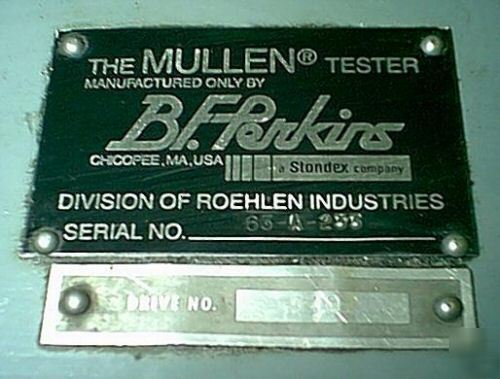 THE MULLEN® TESTER
MANUFACTURED ONLY BY
B.F. Perkins
CHICOPEE, MA, USA
a Standex company
DIVISION OF ROEHLEN INDUSTRIES
SERIAL NO.
DRIVE NO.